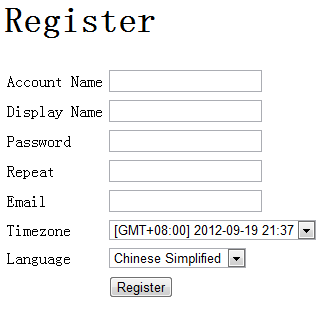 Register
Account Name
Display Name
Password
Repeat
Email
Timezone [GMT+08:00] 2012-09-19 21:37
Language Chinese Simplified
Register